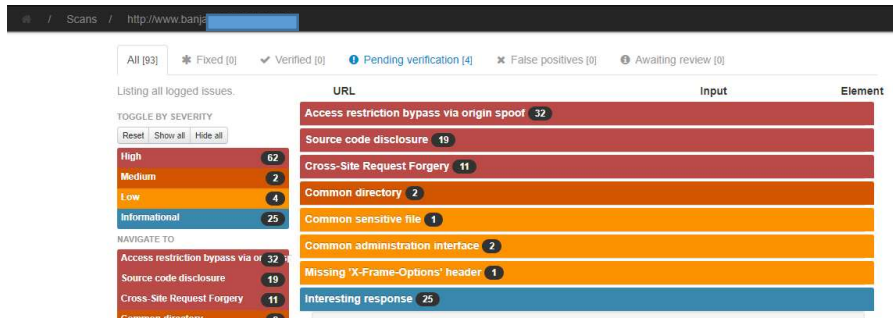 / Scans / http://www.banja
All [93] Fixed [0] Verified [0] Pending verification [4] False positives [0] Awaiting review [0]
Listing all logged issues.
TOGGLE BY SEVERITY
Reset Show all Hide all
High 62
Medium 2
Low 4
Informational 25
NAVIGATE TO
Access restriction bypass via 32
Source code disclosure 19
Cross-Site Request Forgery 11
Common directory
URL Input Element
Access restriction bypass via origin spoof 32
Source code disclosure 19
Cross-Site Request Forgery 11
Common directory 2
Common sensitive file 1
Common administration interface 2
Missing 'X-Frame-Options' header 1
Interesting response 25